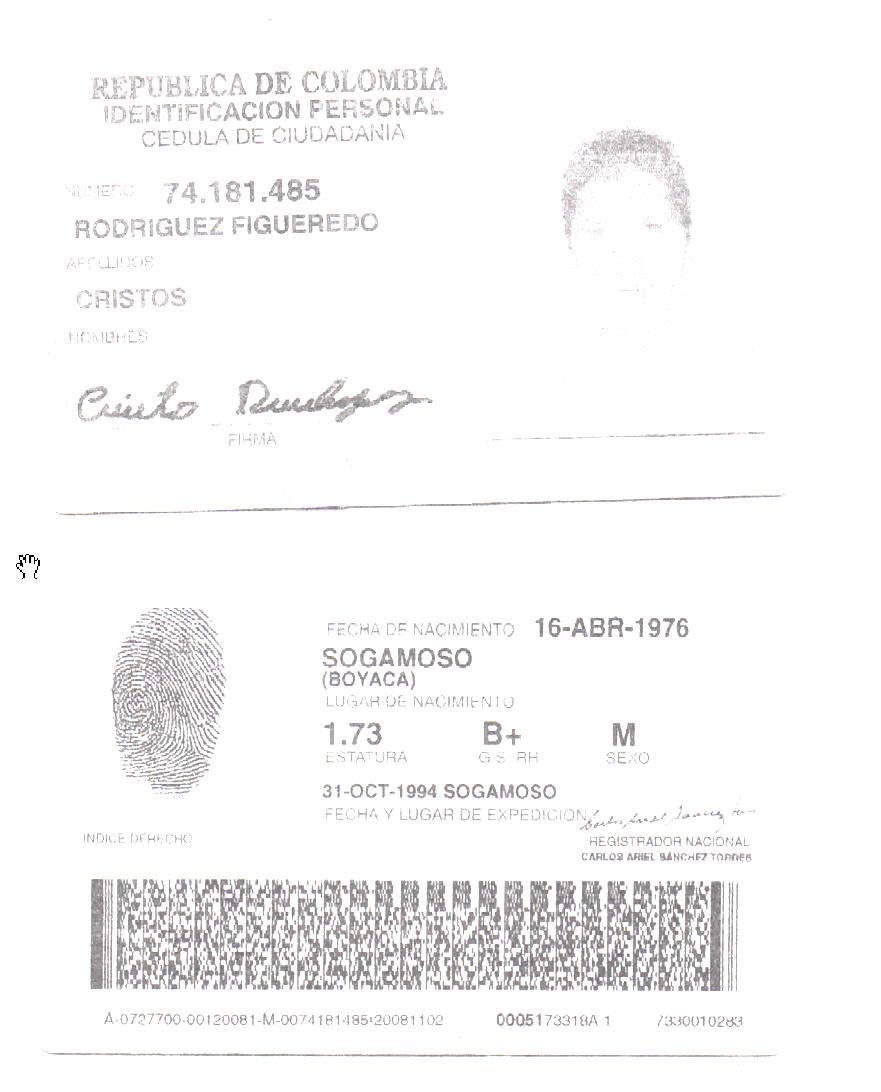 REPUBLICA DE COLOMBIA
IDENTIFICACION PERSONAL
CEDULA DE CIUDADANIA
NUMERO 74.181.485
RODRIGUEZ FIGUEREDO
APELLIDOS
CRISTOS
NOMBRES
FIRMA
FECHA DE NACIMIENTO 16-ABR-1976
SOGAMOSO
(BOYACA)
LUGAR DE NACIMIENTO
1.73 B+ M
ESTATURA G.S. RH SEXO
31-OCT-1994 SOGAMOSO
FECHA Y LUGAR DE EXPEDICION
INDICE DERECHO
REGISTRADOR NACIONAL
CARLOS ARIEL SÁNCHEZ TORRES
A-0727700-00120081-M-0074181485-20081102 0005173318A 1 7330010283